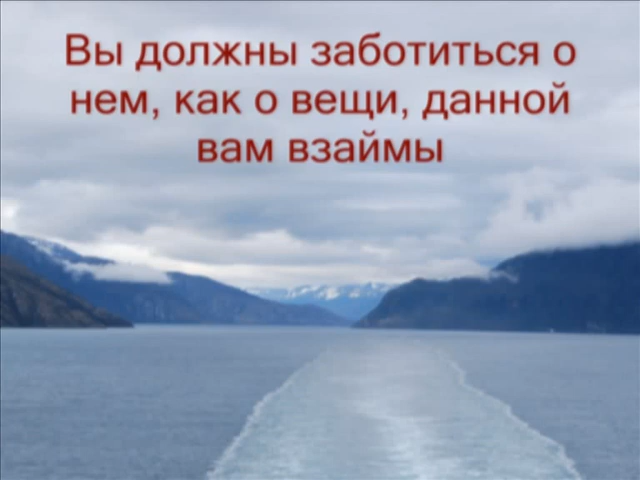 Вы должны заботиться о
нем, как о вещи, данной
вам взаймы